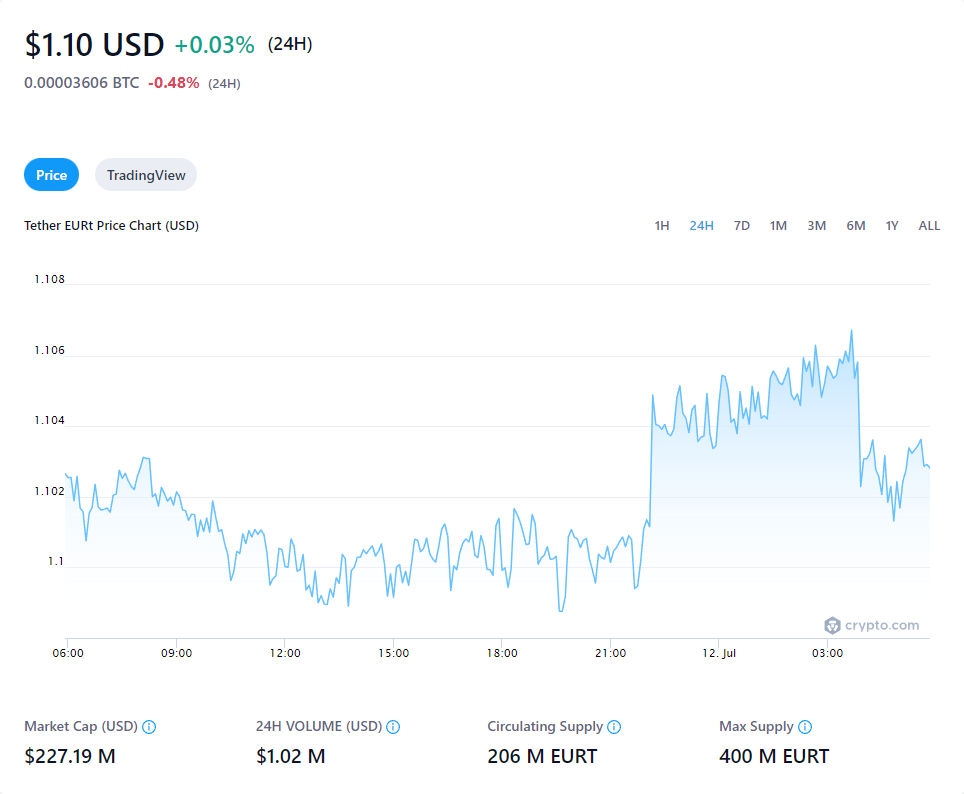 $1.10 USD +0.03% (24H)
0.00003606 BTC -0.48% (24H)
Price TradingView
Tether EURt Price Chart (USD)
1H 24H 7D 1M 3M 6M 1Y ALL
1.108
1.106
1.104
1.102
1.1
crypto.com
06:00 09:00 12:00 15:00 18:00 21:00 12. Jul 03:00
Market Cap (USD) 24H VOLUME (USD) Circulating Supply Max Supply
$227.19 M $1.02 M 206 M EURT 400 M EURT